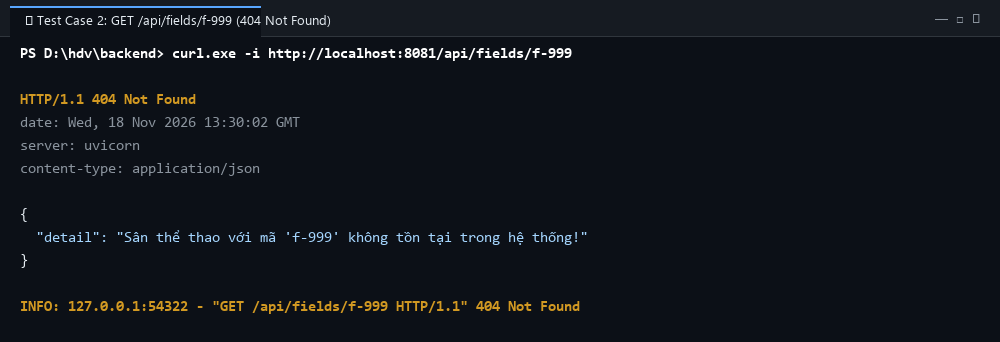 Test Case 2: GET /api/fields/f-999 (404 Not Found)
PS D:\hdv\backend> curl.exe -i http://localhost:8081/api/fields/f-999
HTTP/1.1 404 Not Found
date: Wed, 18 Nov 2026 13:30:02 GMT
server: uvicorn
content-type: application/json
{
  "detail": "Sân thể thao với mã 'f-999' không tồn tại trong hệ thống!"
}
INFO: 127.0.0.1:54322 - "GET /api/fields/f-999 HTTP/1.1" 404 Not Found